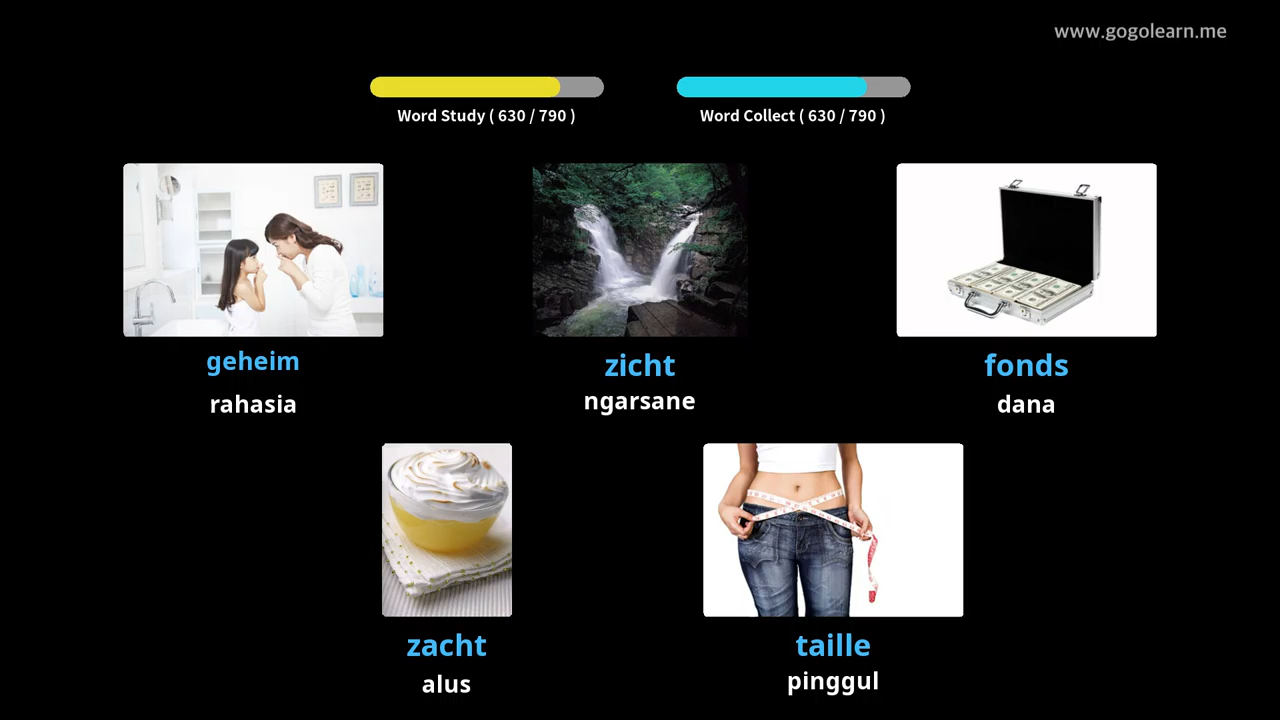 www.gogolearn.me
Word Study ( 630 / 790 )
Word Collect ( 630 / 790 )
geheim
rahasia
zicht
ngarsane
fonds
dana
zacht
alus
taille
pinggul